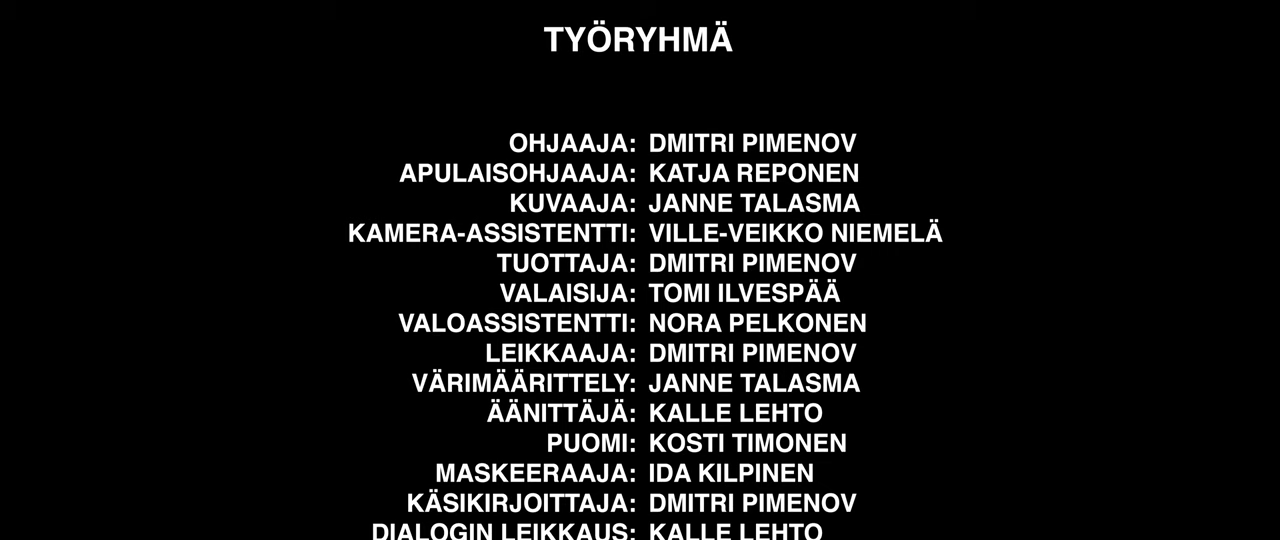 TYÖRYHMÄ
OHJAAJA: DMITRI PIMENOV
APULAISOHJAAJA: KATJA REPONEN
KUVAAJA: JANNE TALASMA
KAMERA-ASSISTENTTI: VILLE-VEIKKO NIEMELÄ
TUOTTAJA: DMITRI PIMENOV
VALAISIJA: TOMI ILVESPÄÄ
VALOASSISTENTTI: NORA PELKONEN
LEIKKAAJA: DMITRI PIMENOV
VÄRIMÄÄRITTELY: JANNE TALASMA
ÄÄNITTÄJÄ: KALLE LEHTO
PUOMI: KOSTI TIMONEN
MASKEERAAJA: IDA KILPINEN
KÄSIKIRJOITTAJA: DMITRI PIMENOV
DIALOGIN LEIKKAUS: KALLE LEHTO